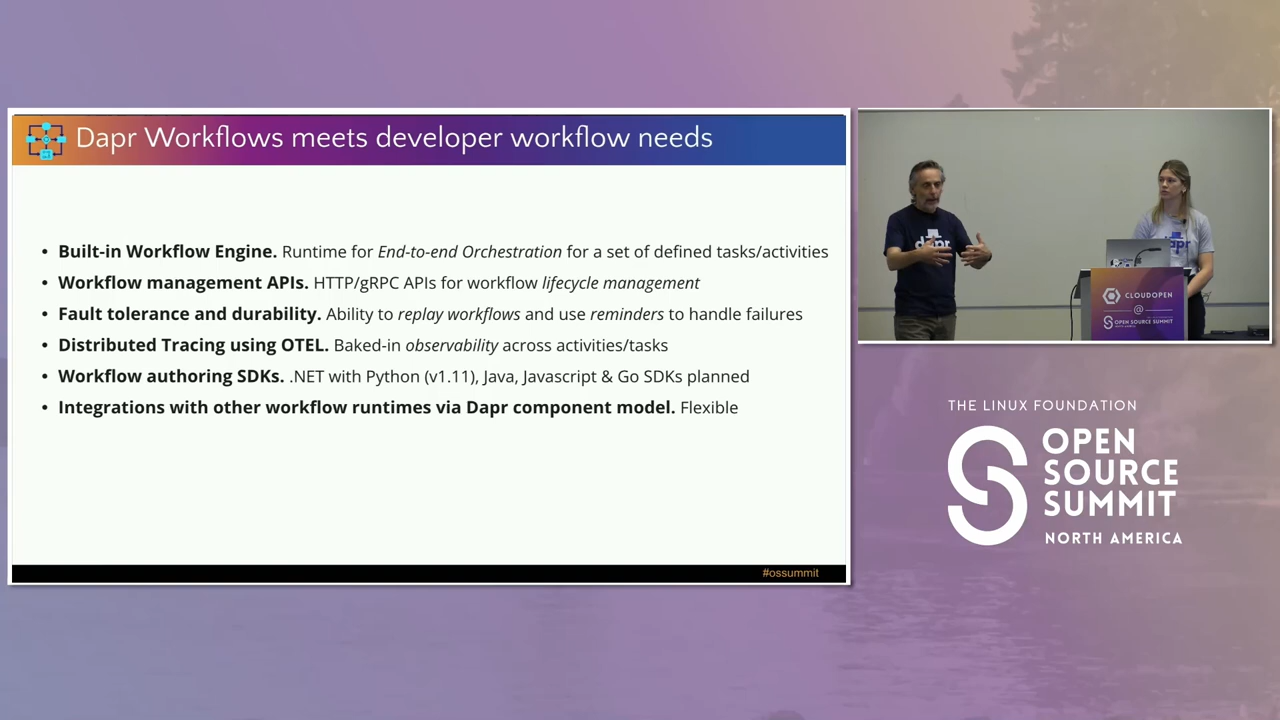 Dapr Workflows meets developer workflow needs
• Built-in Workflow Engine. Runtime for End-to-end Orchestration for a set of defined tasks/activities
• Workflow management APIs. HTTP/gRPC APIs for workflow lifecycle management
• Fault tolerance and durability. Ability to replay workflows and use reminders to handle failures
• Distributed Tracing using OTEL. Baked-in observability across activities/tasks
• Workflow authoring SDKs. .NET with Python (v1.11), Java, Javascript & Go SDKs planned
• Integrations with other workflow runtimes via Dapr component model. Flexible
#ossummit
dapr
dapr
CLOUDOPEN
@
OPEN SOURCE SUMMIT
THE LINUX FOUNDATION
OPEN
SOURCE
SUMMIT
NORTH AMERICA